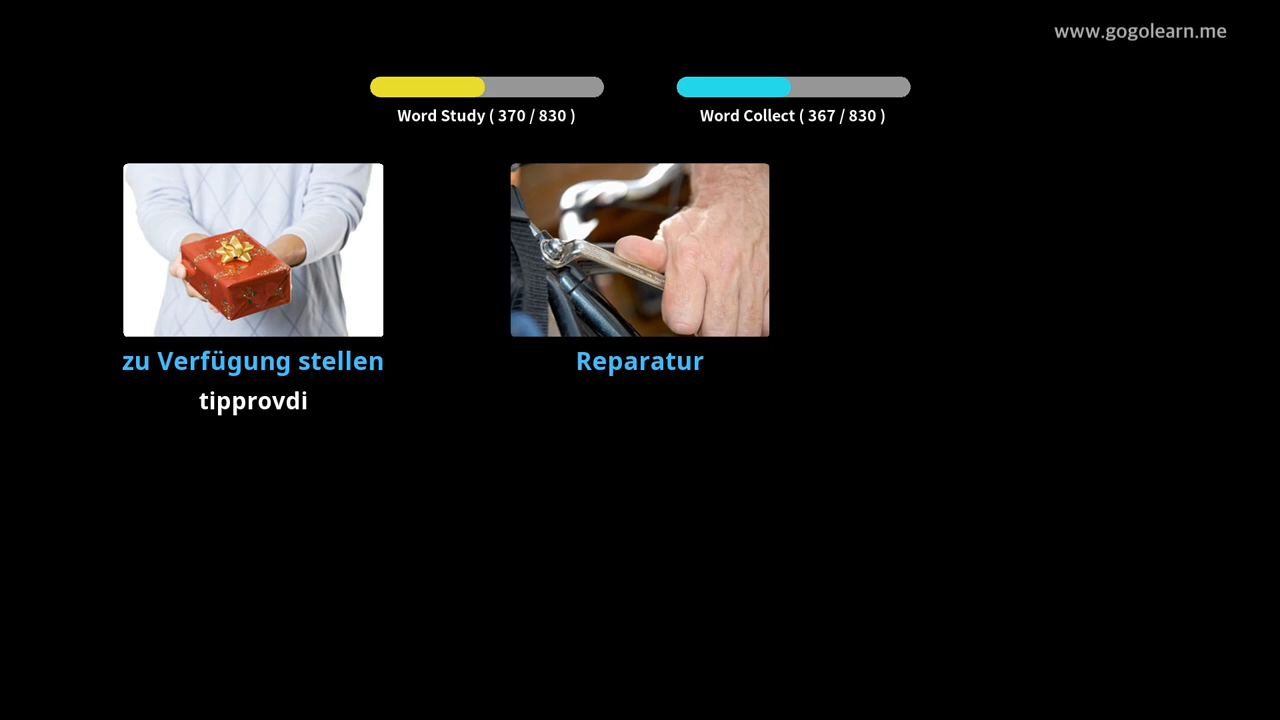 www.gogolearn.me
Word Study ( 370 / 830 )
Word Collect ( 367 / 830 )
zu Verfügung stellen
Reparatur
tipprovdi